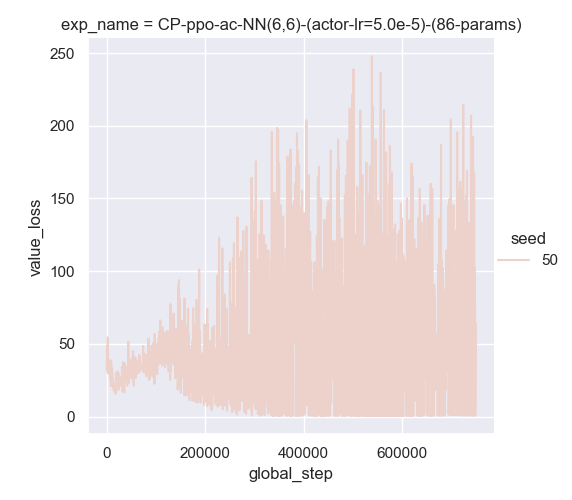 exp_name = CP-ppo-ac-NN(6,6)-(actor-lr=5.0e-5)-(86-params)
250
200
150
100
50
0
value_loss
0
200000
400000
600000
global_step
seed
50